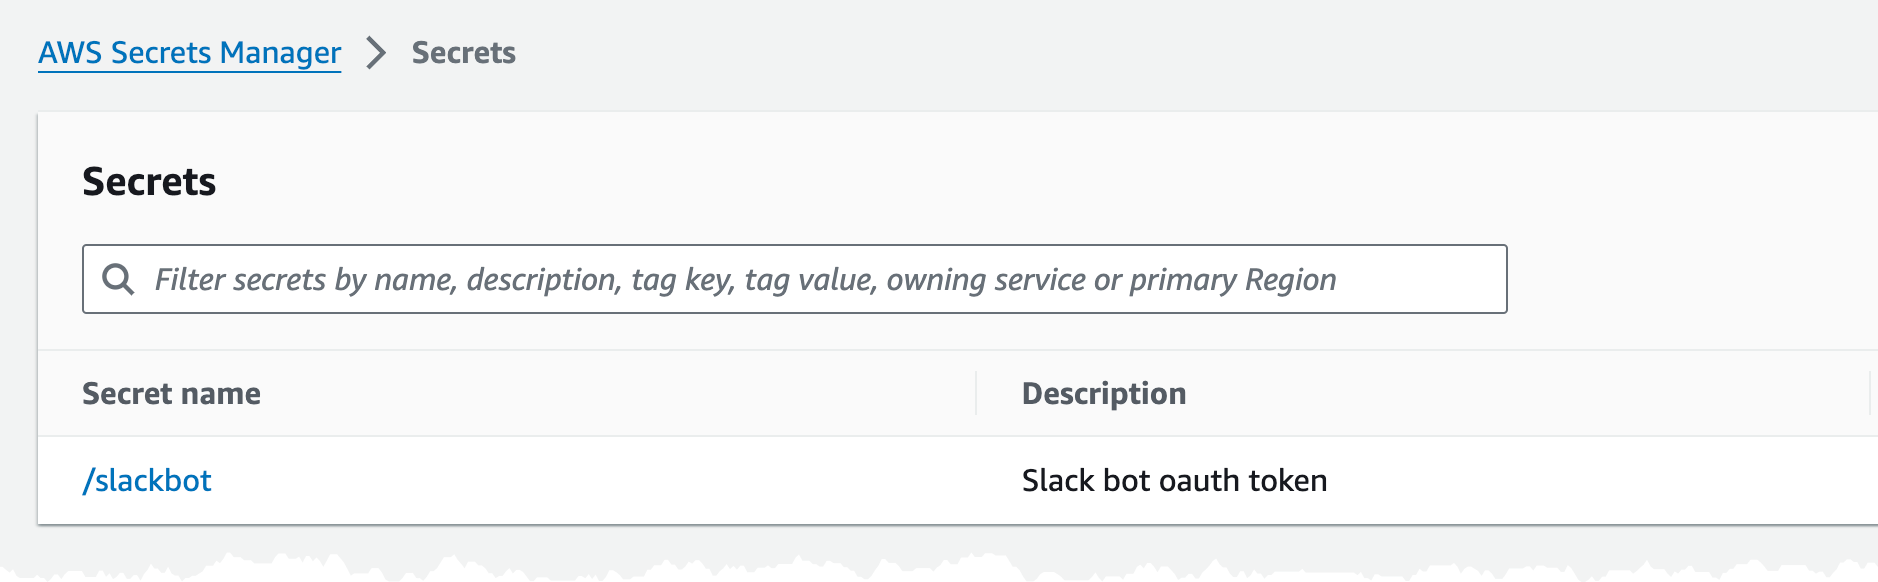 AWS Secrets Manager > Secrets
Secrets
Filter secrets by name, description, tag key, tag value, owning service or primary Region
Secret name Description
/slackbot Slack bot oauth token